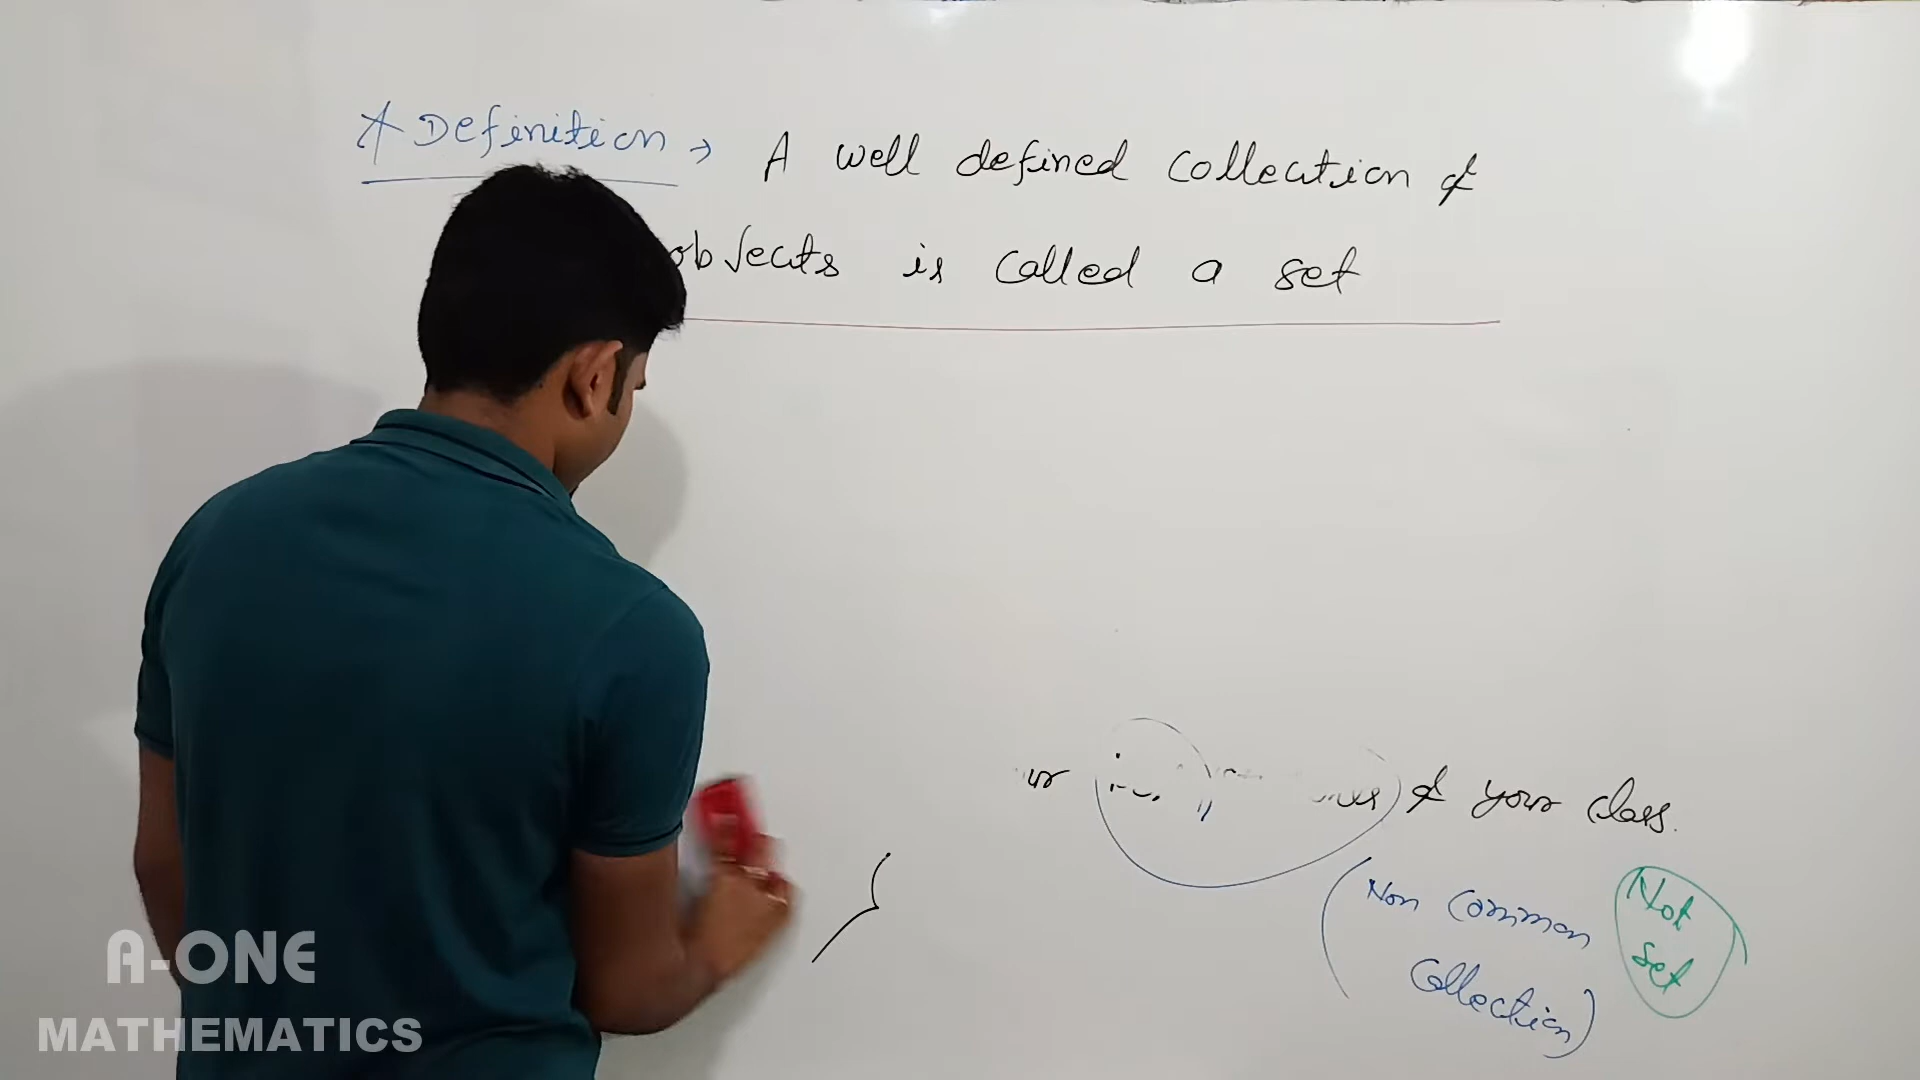 Definition → A well defined collection of
objects is called a set
of your class.
(Non Common
Collection)
Not
Set
A-ONE
MATHEMATICS